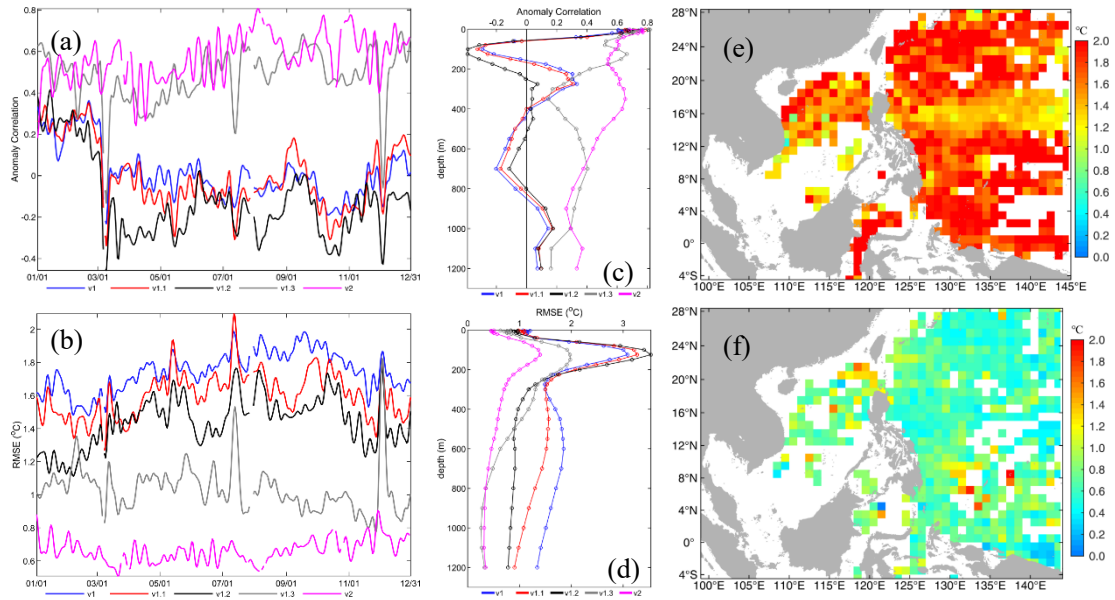 (a)
Anomaly Correlation
0.8
0.6
0.4
0.2
0
-0.2
-0.4
01/01 03/01 05/01 07/01 09/01 11/01 12/31
v1 v1.1 v1.2 v1.3 v2
(b)
RMSE (°C)
2
1.8
1.6
1.4
1.2
1
0.8
0.6
01/01 03/01 05/01 07/01 09/01 11/01 12/31
v1 v1.1 v1.2 v1.3 v2
Anomaly Correlation
-0.4 -0.2 0 0.2 0.4 0.6 0.8
0
200
400
600
800
1000
1200
depth (m)
(c)
v1 v1.1 v1.2 v1.3 v2
RMSE (°C)
0 1 2 3
0
200
400
600
800
1000
1200
depth (m)
(d)
v1 v1.1 v1.2 v1.3 v2
(e)
28°N
24°N
20°N
16°N
12°N
8°N
4°N
0°
4°S
100°E 105°E 110°E 115°E 120°E 125°E 130°E 135°E 140°E 145°E
°C
2.0
1.8
1.6
1.4
1.2
1.0
0.8
0.6
0.4
0.2
0.0
(f)
28°N
24°N
20°N
16°N
12°N
8°N
4°N
0°
4°S
100°E 105°E 110°E 115°E 120°E 125°E 130°E 135°E 140°E
°C
2.0
1.8
1.6
1.4
1.2
1.0
0.8
0.6
0.4
0.2
0.0